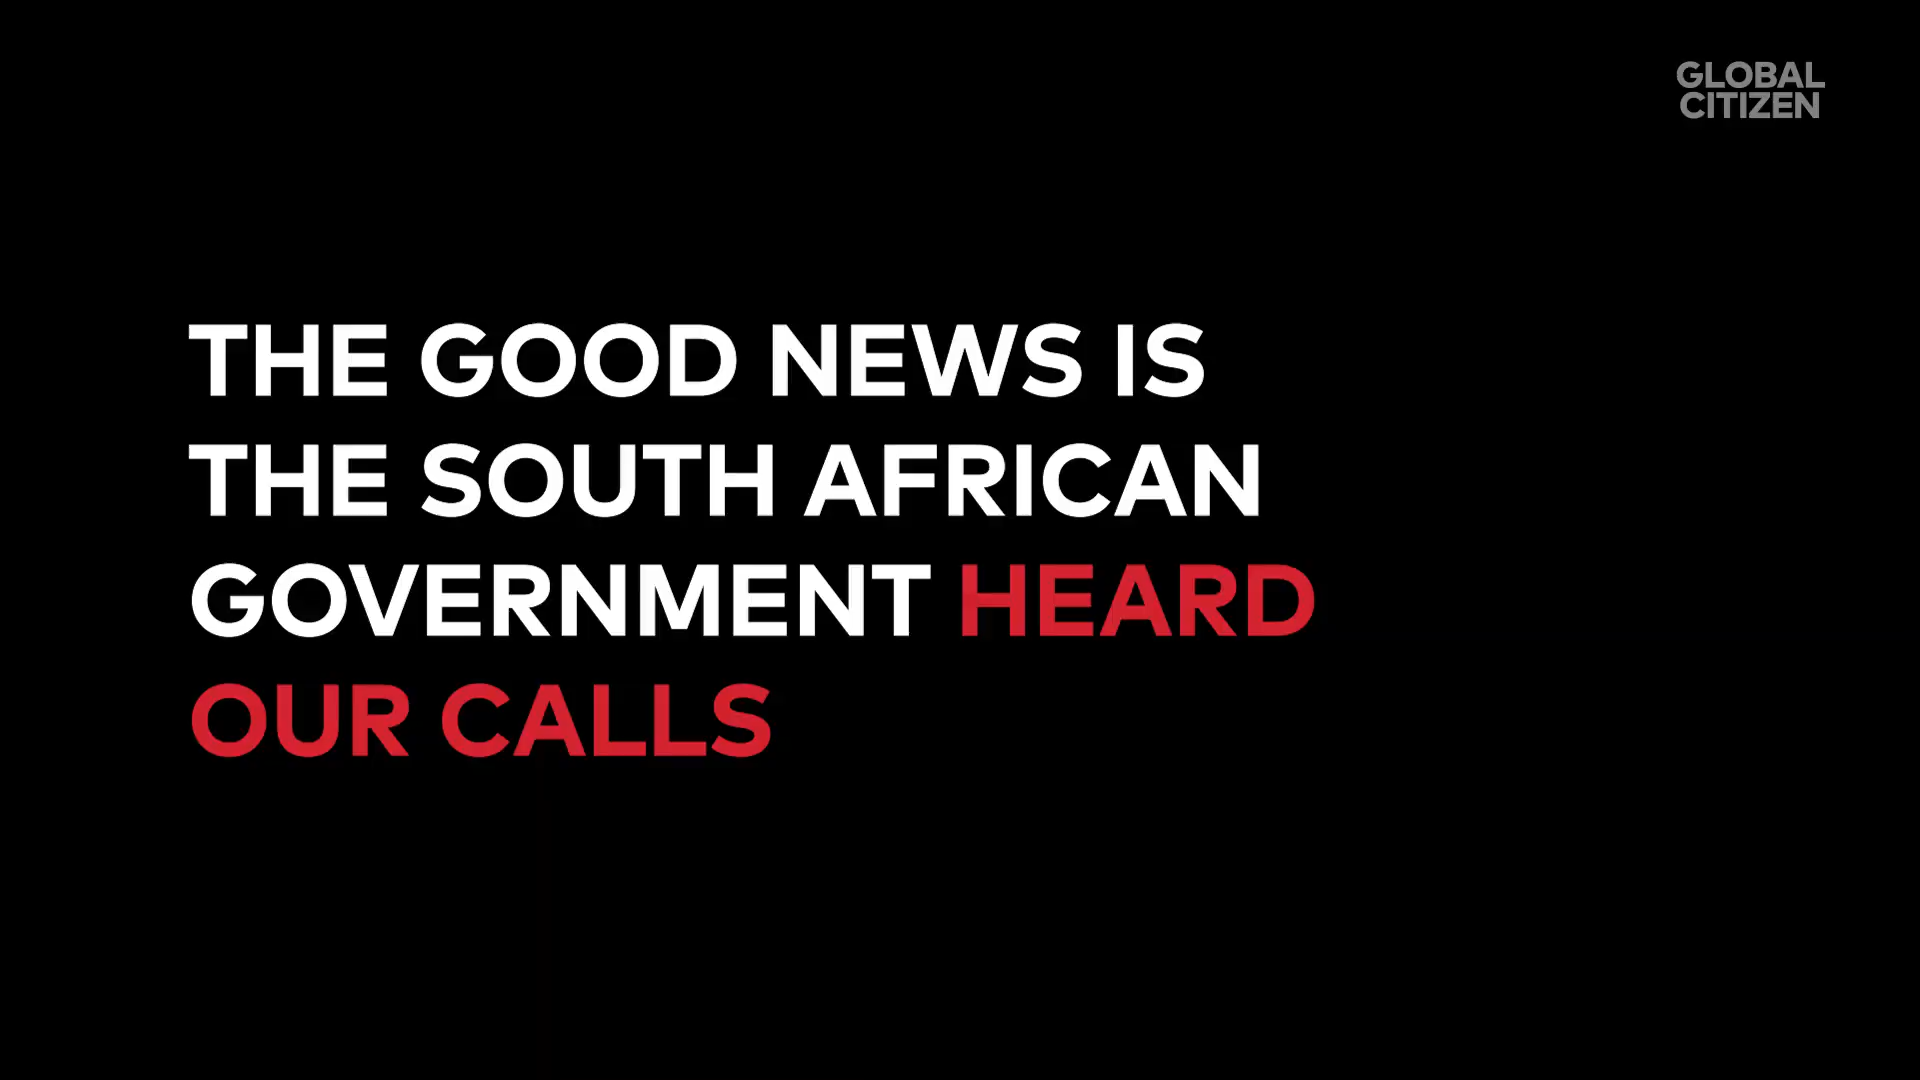 GLOBAL
CITIZEN
THE GOOD NEWS IS
THE SOUTH AFRICAN
GOVERNMENT HEARD
OUR CALLS